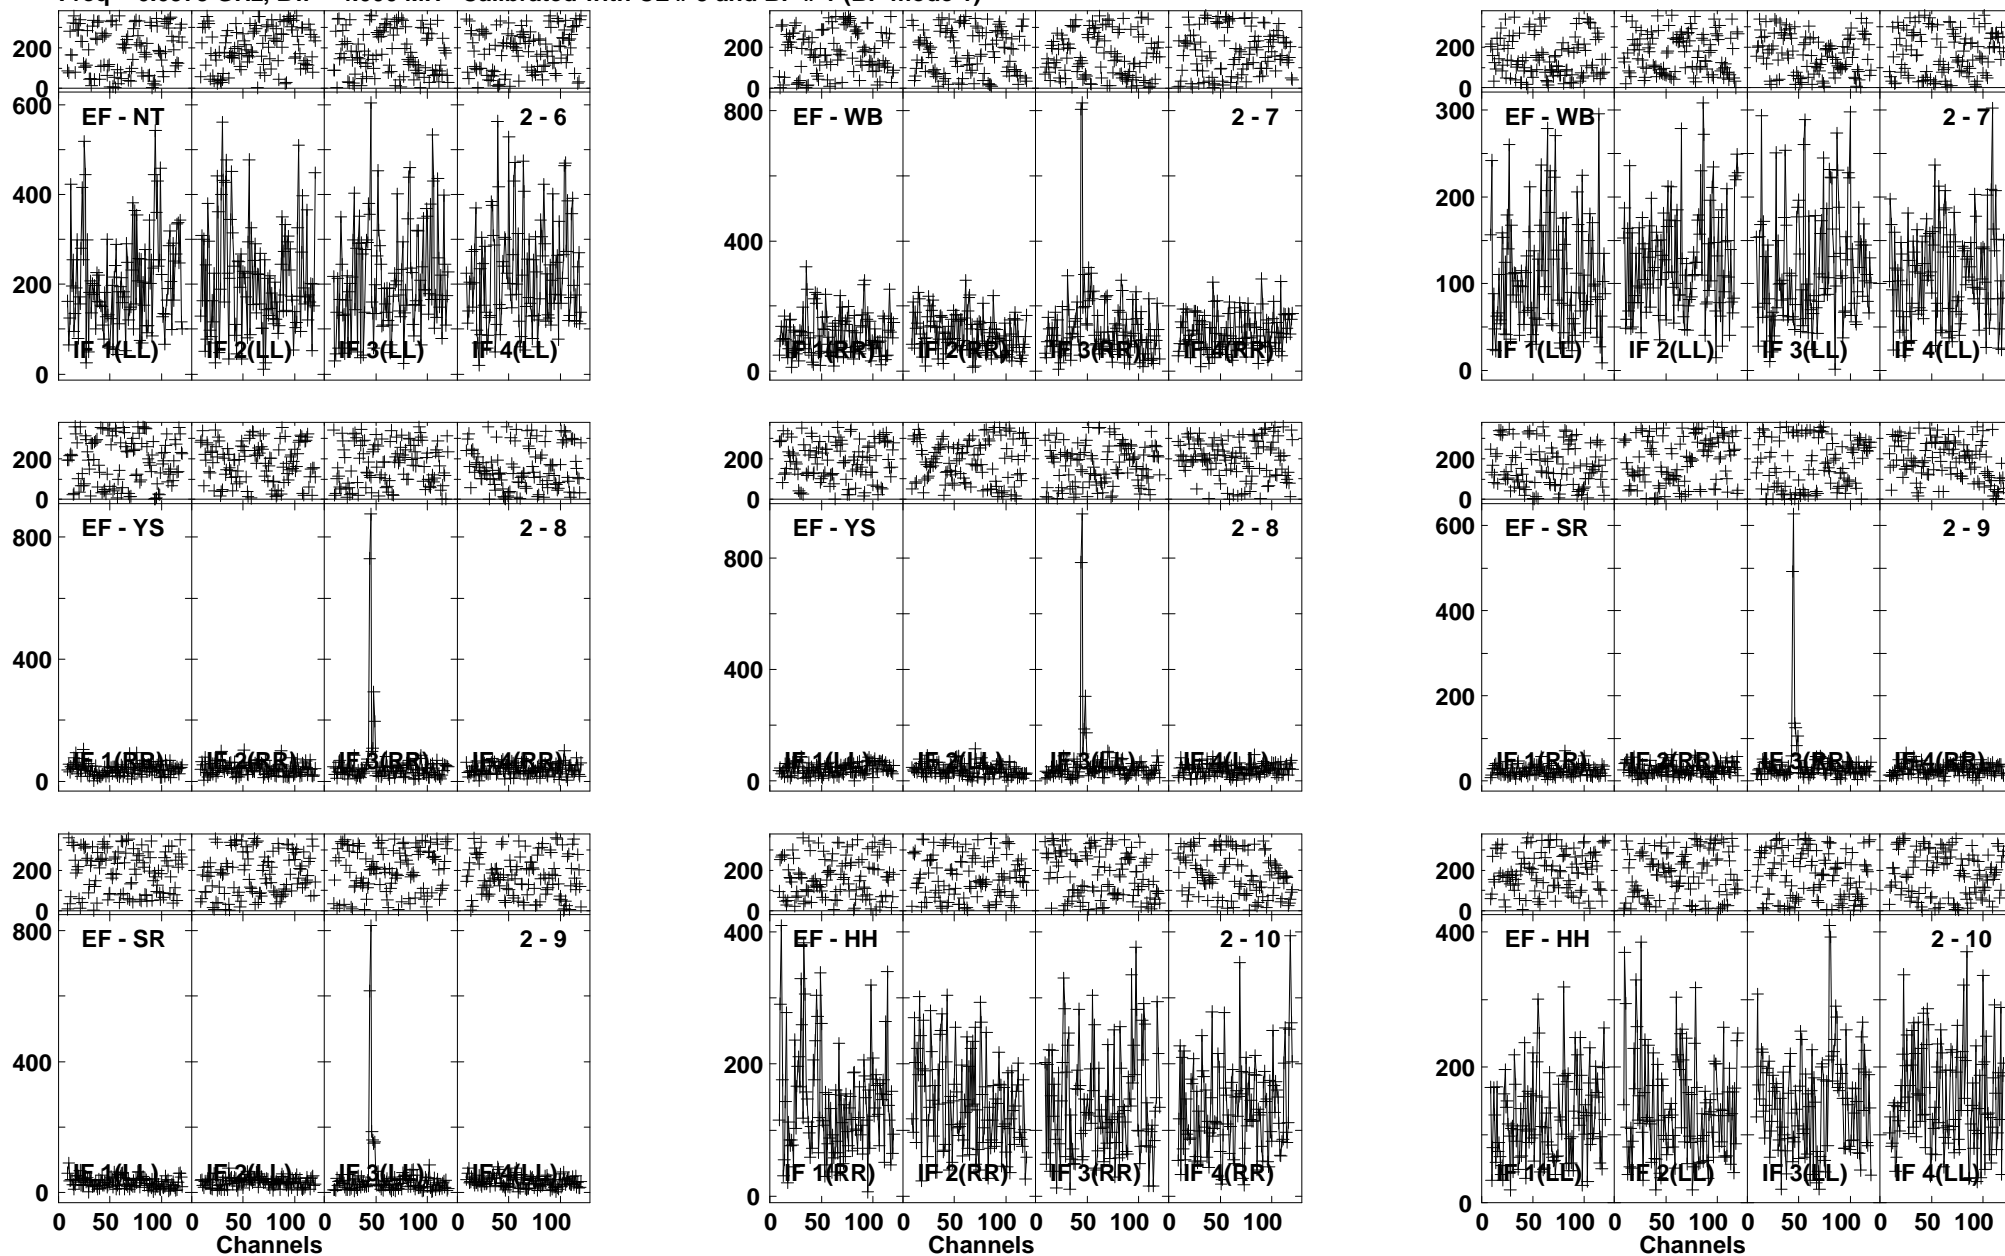 200
0
600
400
200
0
EF - NT
2 - 6
IF 1(LL)
IF 2(LL)
IF 3(LL)
IF 4(LL)
200
0
800
400
0
EF - WB
2 - 7
IF 1(RR)
IF 2(RR)
IF 3(RR)
IF 4(RR)
200
0
300
200
100
0
EF - WB
2 - 7
IF 1(LL)
IF 2(LL)
IF 3(LL)
IF 4(LL)
200
0
800
400
0
EF - YS
2 - 8
IF 1(RR)
IF 2(RR)
IF 3(RR)
IF 4(RR)
200
0
800
400
0
EF - YS
2 - 8
IF 1(LL)
IF 2(LL)
IF 3(LL)
IF 4(LL)
200
0
600
400
200
0
EF - SR
2 - 9
IF 1(RR)
IF 2(RR)
IF 3(RR)
IF 4(RR)
200
0
800
400
0
EF - SR
2 - 9
IF 1(LL)
IF 2(LL)
IF 3(LL)
IF 4(LL)
0 50 100 0 50 100 0 50 100 0 50 100
Channels
200
0
400
200
0
EF - HH
2 - 10
IF 1(RR)
IF 2(RR)
IF 3(RR)
IF 4(RR)
0 50 100 0 50 100 0 50 100 0 50 100
Channels
200
0
400
200
0
EF - HH
2 - 10
IF 1(LL)
IF 2(LL)
IF 3(LL)
IF 4(LL)
0 50 100 0 50 100 0 50 100 0 50 100
Channels